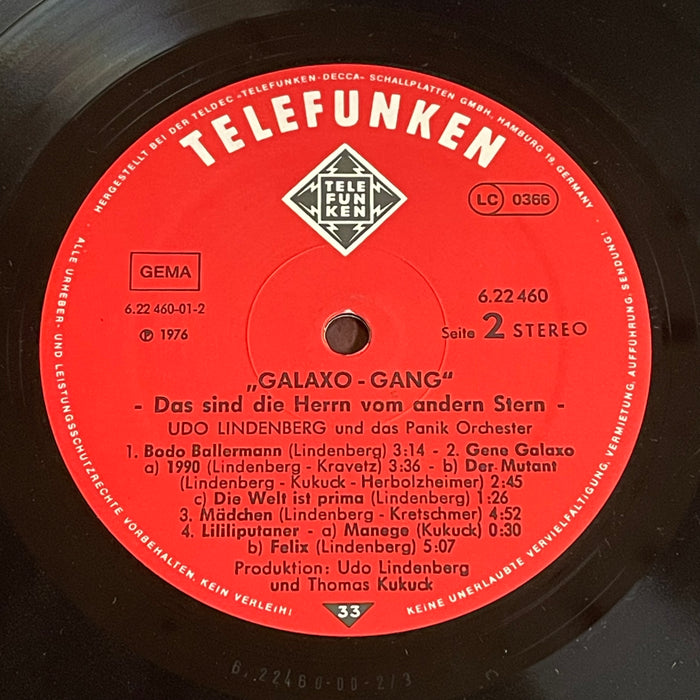 HERGESTELLT BEI DER TELDEC »TELEFUNKEN-DECCA« SCHALLPLATTEN GMBH., HAMBURG 19, GERMANY ·
TELEFUNKEN
TELE
FUN
KEN
LC 0366
GEMA
6.22 460-01-2
℗ 1976
6.22 460
Seite 2 STEREO
„GALAXO - GANG“
- Das sind die Herrn vom andern Stern -
UDO LINDENBERG und das Panik Orchester
1. Bodo Ballermann (Lindenberg) 3:14 - 2. Gene Galaxo
a) 1990 (Lindenberg - Kravetz) 3:36 - b) Der Mutant
(Lindenberg - Kukuck - Herbolzheimer) 2:45
c) Die Welt ist prima (Lindenberg) 1:26
3. Mädchen (Lindenberg - Kretschmer) 4:52
4. Lililiputaner - a) Manege (Kukuck) 0:30
b) Felix (Lindenberg) 5:07
Produktion: Udo Lindenberg
und Thomas Kukuck
33
ALLE URHEBER- UND LEISTUNGSSCHUTZRECHTE VORBEHALTEN. KEIN VERLEIH!
KEINE UNERLAUBTE VERVIELFÄLTIGUNG, VERMIETUNG, AUFFÜHRUNG, SENDUNG!
6.22460-00-2/3